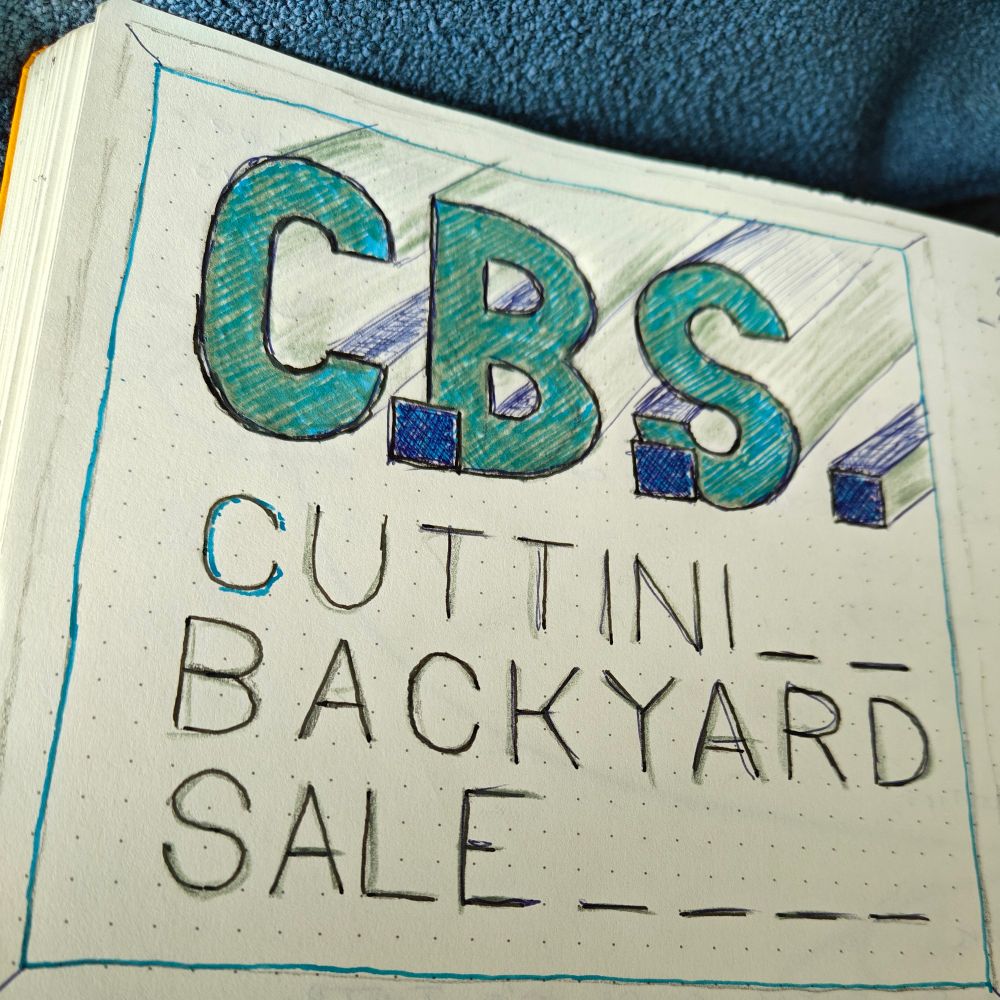 C.B.S.
CUTTINI _ _
BACKYARD
SALE _ _ _ _